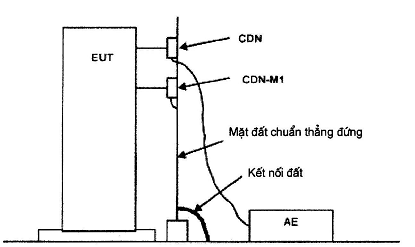 CDN
EUT
CDN-M1
Mặt đất chuẩn thẳng đứng
Kết nối đất
AE